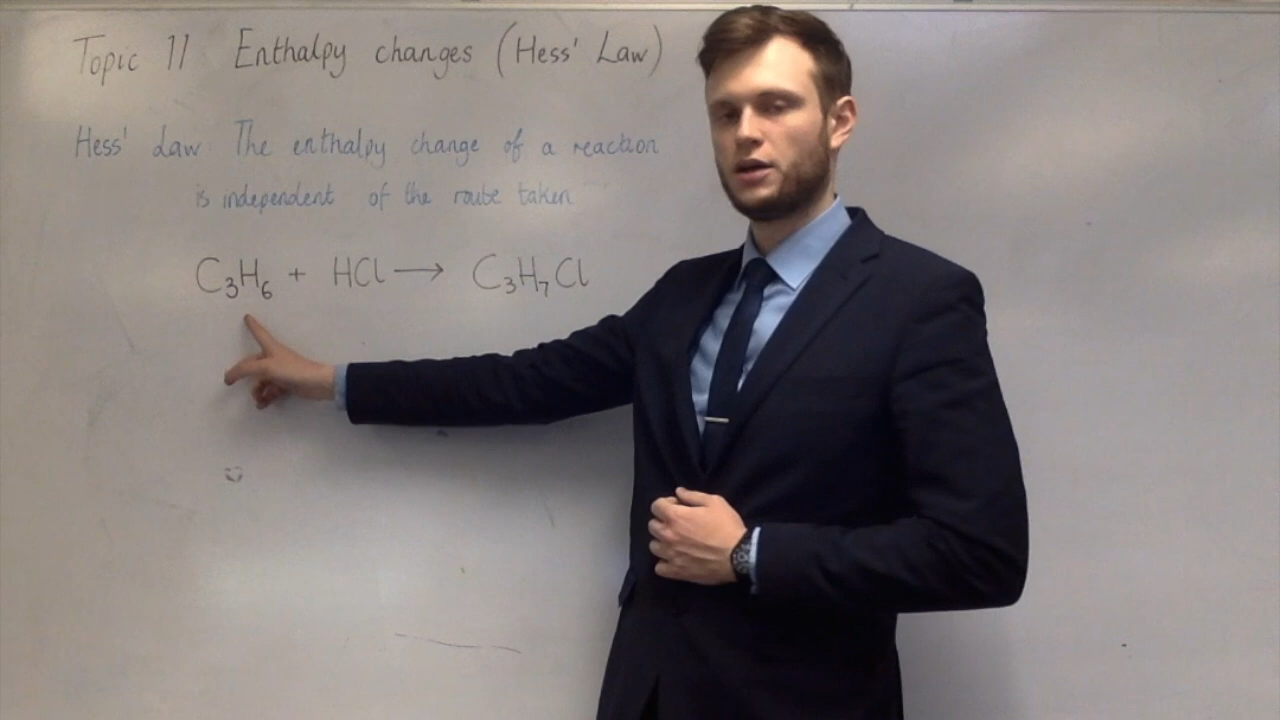 Topic 11 Enthalpy changes (Hess' Law)
Hess' Law The enthalpy change of a reaction
is independent of the route taken
C₃H₆ + HCl ⟶ C₃H₇Cl